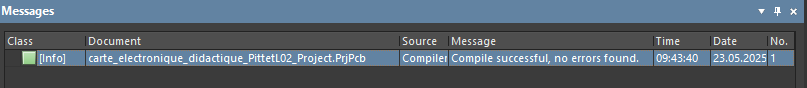 Messages
Class Document Source Message Time Date No.
[Info] carte_electronique_didactique_PittetL02_Project.PrjPcb Compiler Compile successful, no errors found. 09:43:40 23.05.2025 1